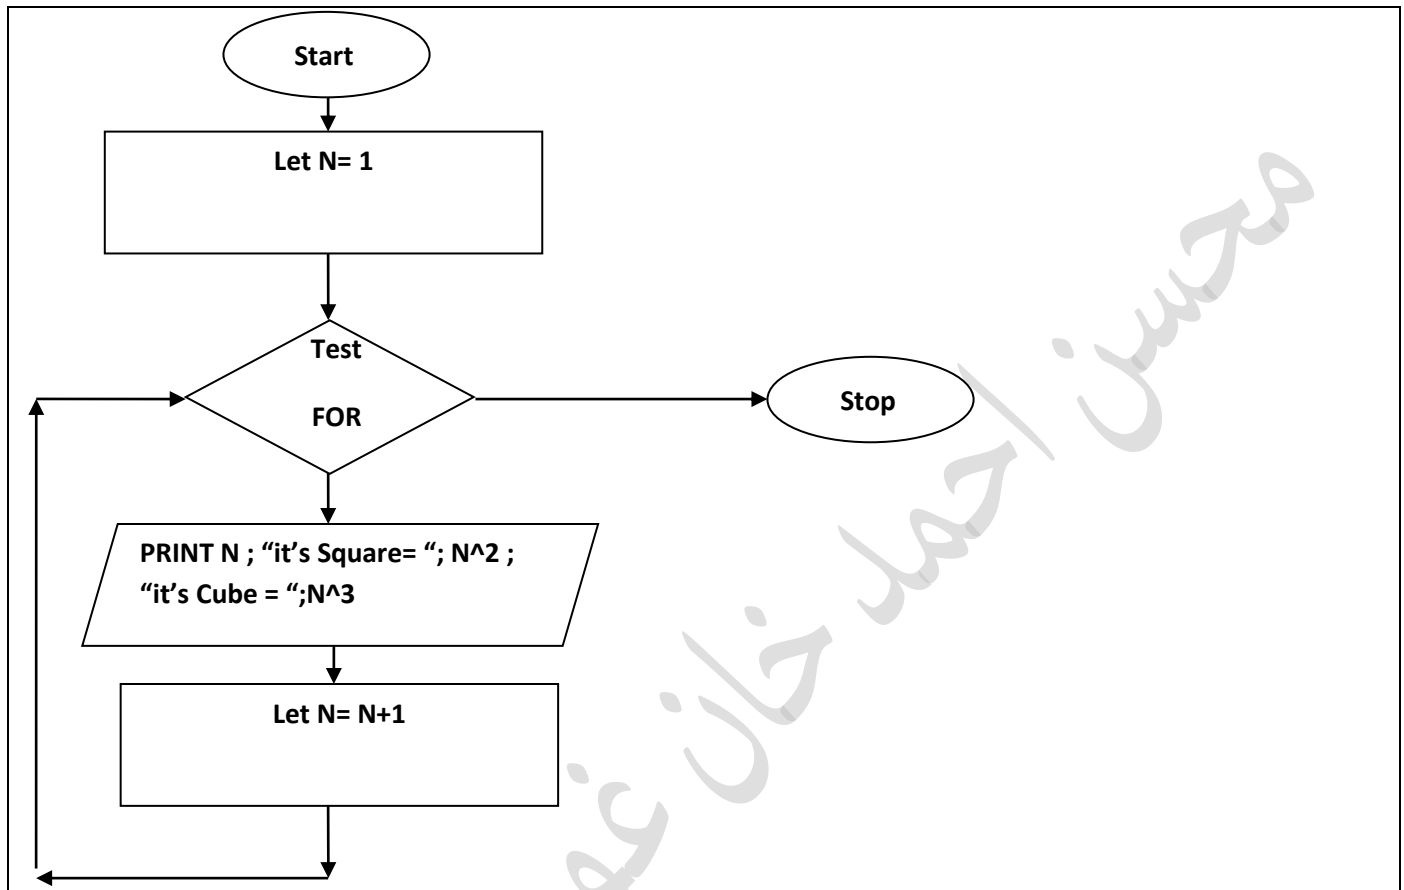 Start
Let N= 1
Test
FOR
Stop
PRINT N ; “it’s Square= “; N^2 ;
“it’s Cube = “;N^3
Let N= N+1
محسن احمد خان